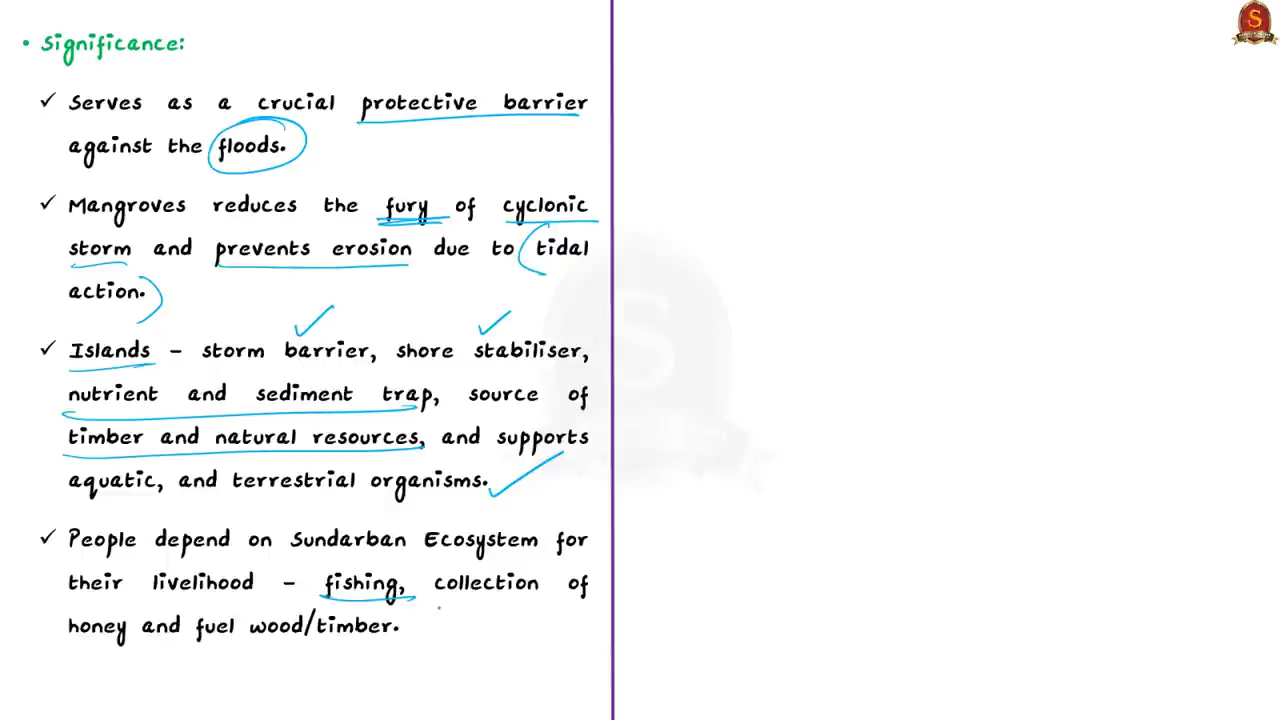 • Significance:
✓ Serves as a crucial protective barrier
against the floods.
✓ Mangroves reduces the fury of cyclonic
storm and prevents erosion due to tidal
action.
✓ Islands – storm barrier, shore stabiliser,
nutrient and sediment trap, source of
timber and natural resources, and supports
aquatic, and terrestrial organisms.
✓ People depend on Sundarban Ecosystem for
their livelihood – fishing, collection of
honey and fuel wood/timber.
S
S